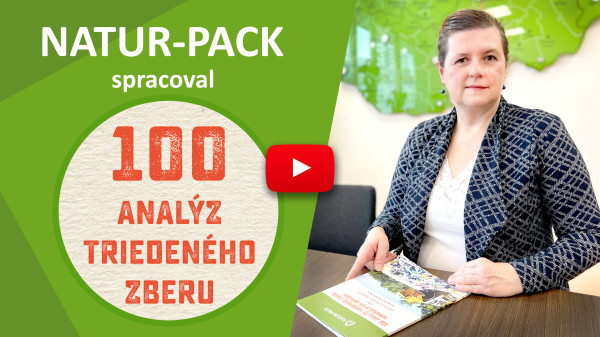 NATUR-PACK
spracoval
100
ANALÝZ
TRIEDENÉHO
ZBERU